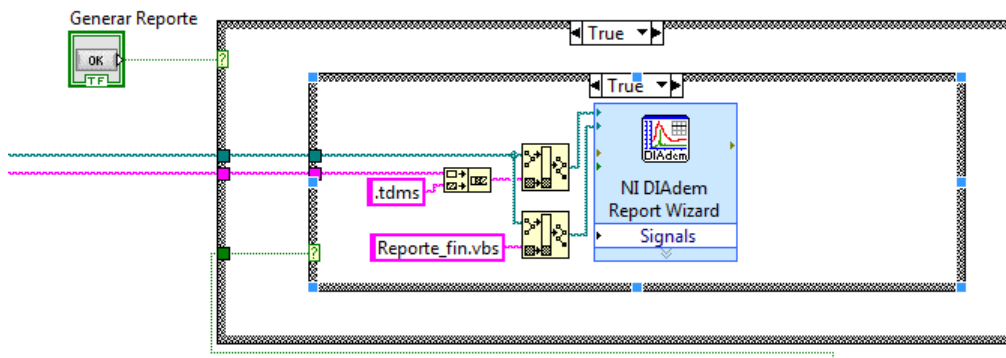 Generar Reporte
True
OK
?
TF
True
DIAdem
.tdms
NI DIAdem
Report Wizard
Signals
Reporte_fin.vbs
?